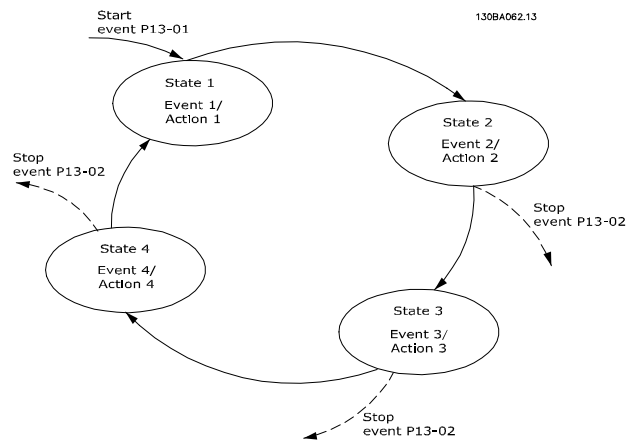 Start
event P13-01
130BA062.13
State 1
Event 1/
Action 1
State 2
Event 2/
Action 2
Stop
event P13-02
Stop
event P13-02
State 4
Event 4/
Action 4
State 3
Event 3/
Action 3
Stop
event P13-02